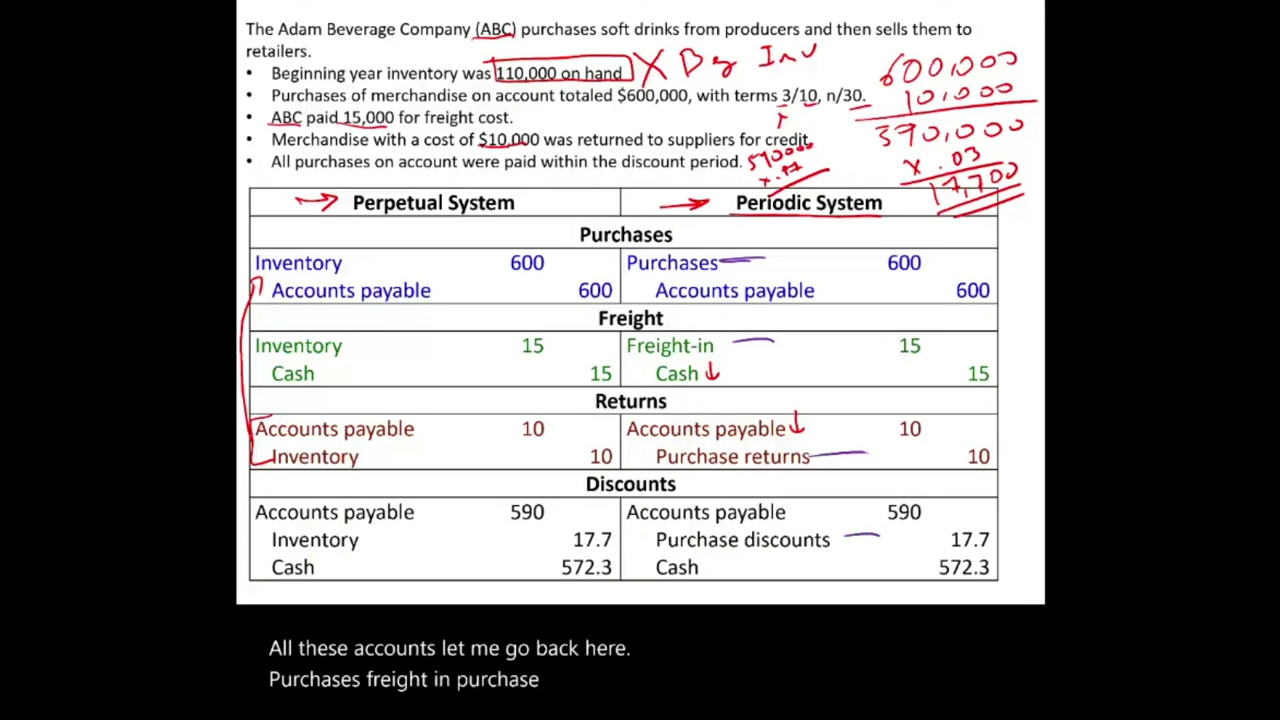 The Adam Beverage Company (ABC) purchases soft drinks from producers and then sells them to
retailers.
• Beginning year inventory was 110,000 on hand X Beg Inv
• Purchases of merchandise on account totaled $600,000, with terms 3/10, n/30.
• ABC paid 15,000 for freight cost.
• Merchandise with a cost of $10,000 was returned to suppliers for credit.
• All purchases on account were paid within the discount period.
600,000
10,000
590,000
x .03
17,700
590000
x .97
→ Perpetual System → Periodic System
Purchases
Inventory 600 Purchases 600
Accounts payable 600 Accounts payable 600
Freight
Inventory 15 Freight-in 15
Cash 15 Cash ↓ 15
Returns
Accounts payable 10 Accounts payable ↓ 10
Inventory 10 Purchase returns 10
Discounts
Accounts payable 590 Accounts payable 590
Inventory 17.7 Purchase discounts 17.7
Cash 572.3 Cash 572.3
All these accounts let me go back here.
Purchases freight in purchase